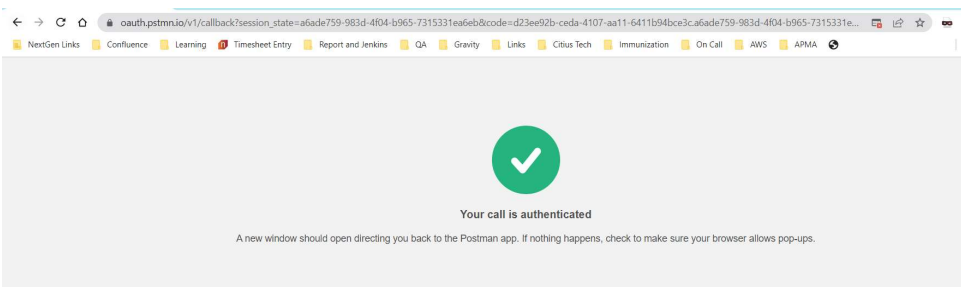 oauth.pstmn.io/v1/callback?session_state=a6ade759-983d-4f04-b965-7315331ea6eb&code=d23ee92b-ceda-4107-aa11-6411b94bce3c.a6ade759-983d-4f04-b965-7315331e...
NextGen Links Confluence Learning Timesheet Entry Report and Jenkins QA Gravity Links Citius Tech Immunization On Call AWS APMA
Your call is authenticated
A new window should open directing you back to the Postman app. If nothing happens, check to make sure your browser allows pop-ups.